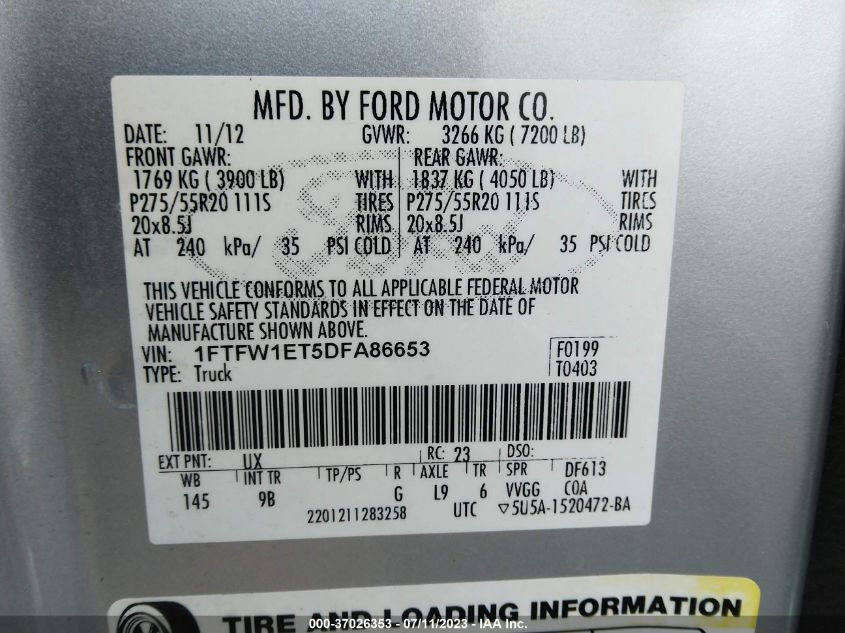 MFD. BY FORD MOTOR CO.
DATE: 11/12 GVWR: 3266 KG ( 7200 LB)
FRONT GAWR: REAR GAWR:
1769 KG ( 3900 LB) WITH 1837 KG ( 4050 LB) WITH
P275/55R20 111S TIRES P275/55R20 111S TIRES
20x8.5J RIMS 20x8.5J RIMS
AT 240 kPa/ 35 PSI COLD AT 240 kPa/ 35 PSI COLD
THIS VEHICLE CONFORMS TO ALL APPLICABLE FEDERAL MOTOR
VEHICLE SAFETY STANDARDS IN EFFECT ON THE DATE OF
MANUFACTURE SHOWN ABOVE.
VIN: 1FTFW1ET5DFA86653 F0199
TYPE: Truck T0403
EXT PNT: UX RC: 23 DSO:
WB INT TR TP/PS R AXLE TR SPR DF613
145 9B G L9 6 VVGG COA
2201211283258 UTC ▽5U5A-1520472-BA
TIRE AND LOADING INFORMATION
000-37026353 - 07/11/2023 - IAA Inc.